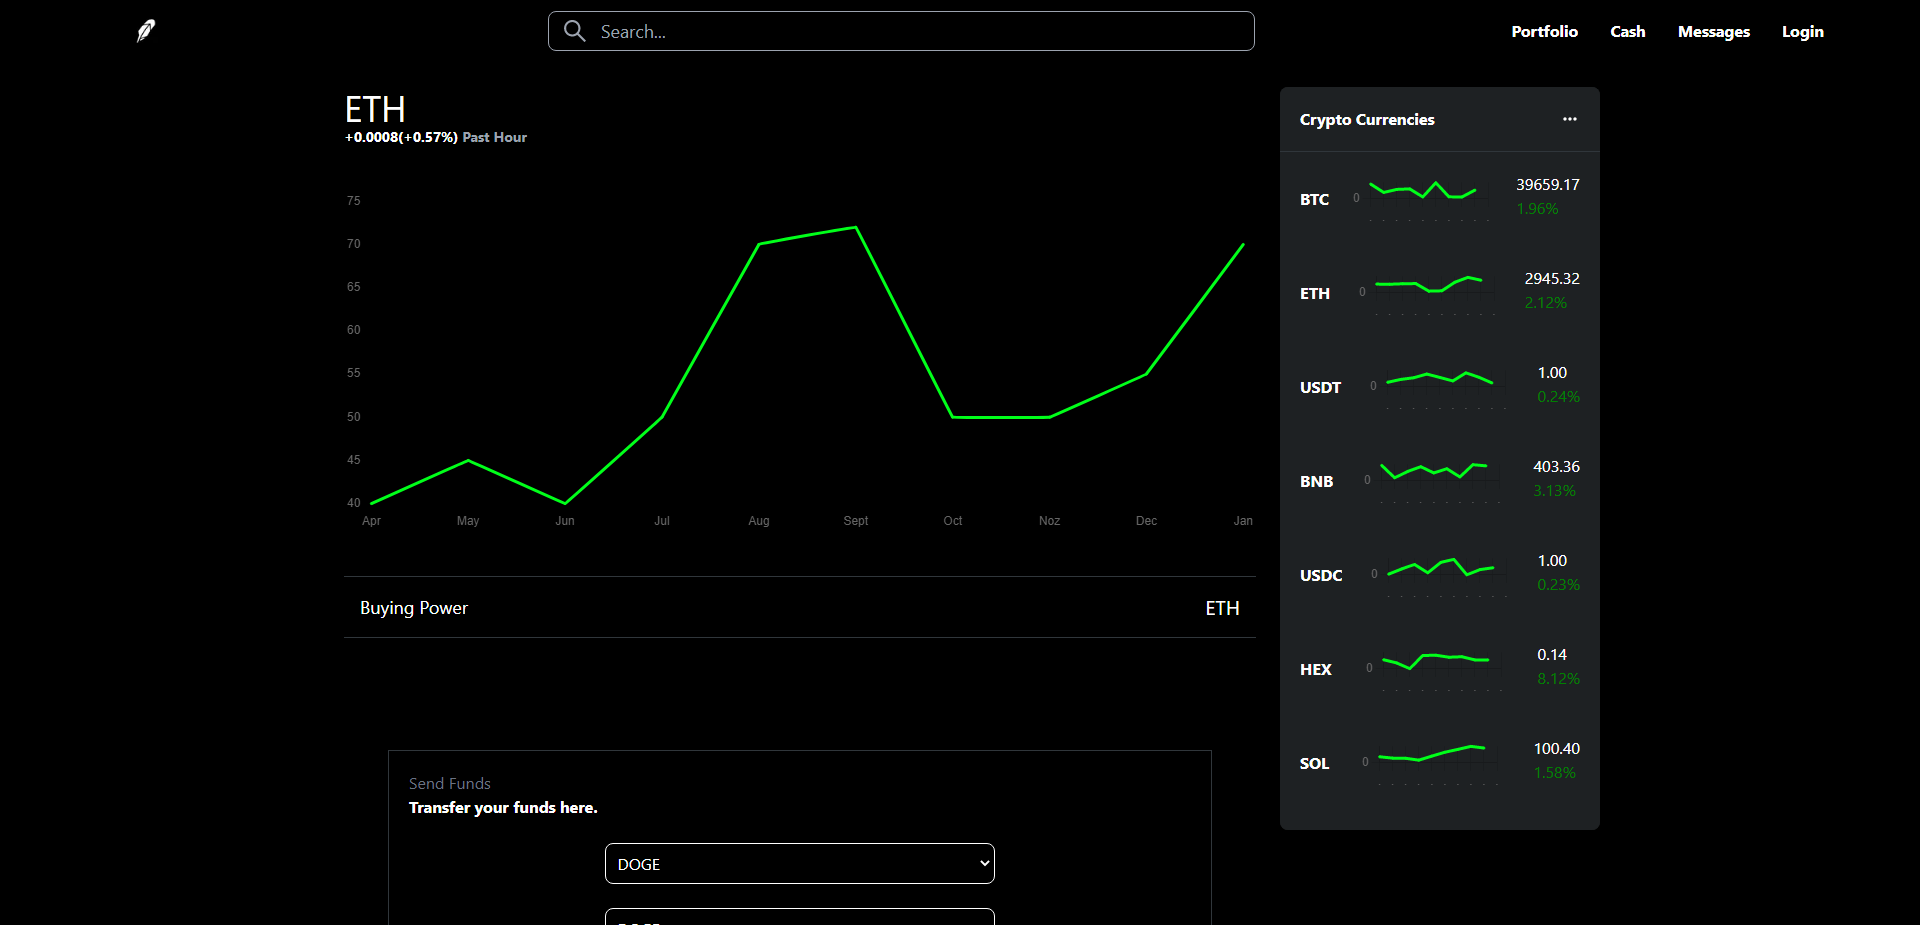 Search...
Portfolio Cash Messages Login
ETH
+0.0008(+0.57%) Past Hour
75
70
65
60
55
50
45
40
Apr May Jun Jul Aug Sept Oct Noz Dec Jan
Buying Power ETH
Send Funds
Transfer your funds here.
DOGE
Crypto Currencies ...
BTC 0 39659.17
1.96%
ETH 0 2945.32
2.12%
USDT 0 1.00
0.24%
BNB 0 403.36
3.13%
USDC 0 1.00
0.23%
HEX 0 0.14
8.12%
SOL 0 100.40
1.58%